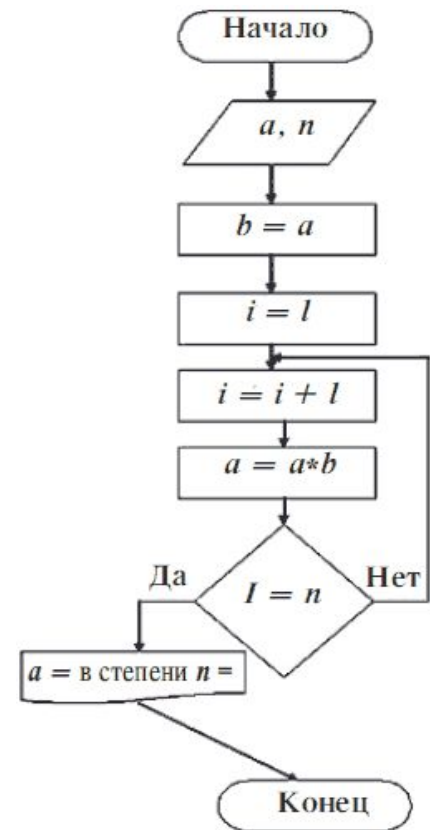 Начало
a, n
b = a
i = l
i = i + l
a = a*b
Да
I = n
Нет
a = в степени n =
Конец